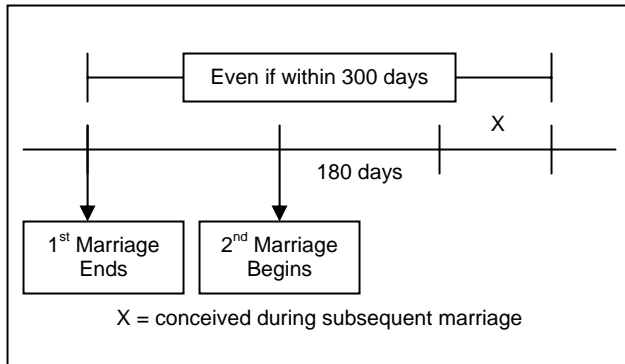 Even if within 300 days
X
180 days
1st Marriage
Ends
2nd Marriage
Begins
X = conceived during subsequent marriage